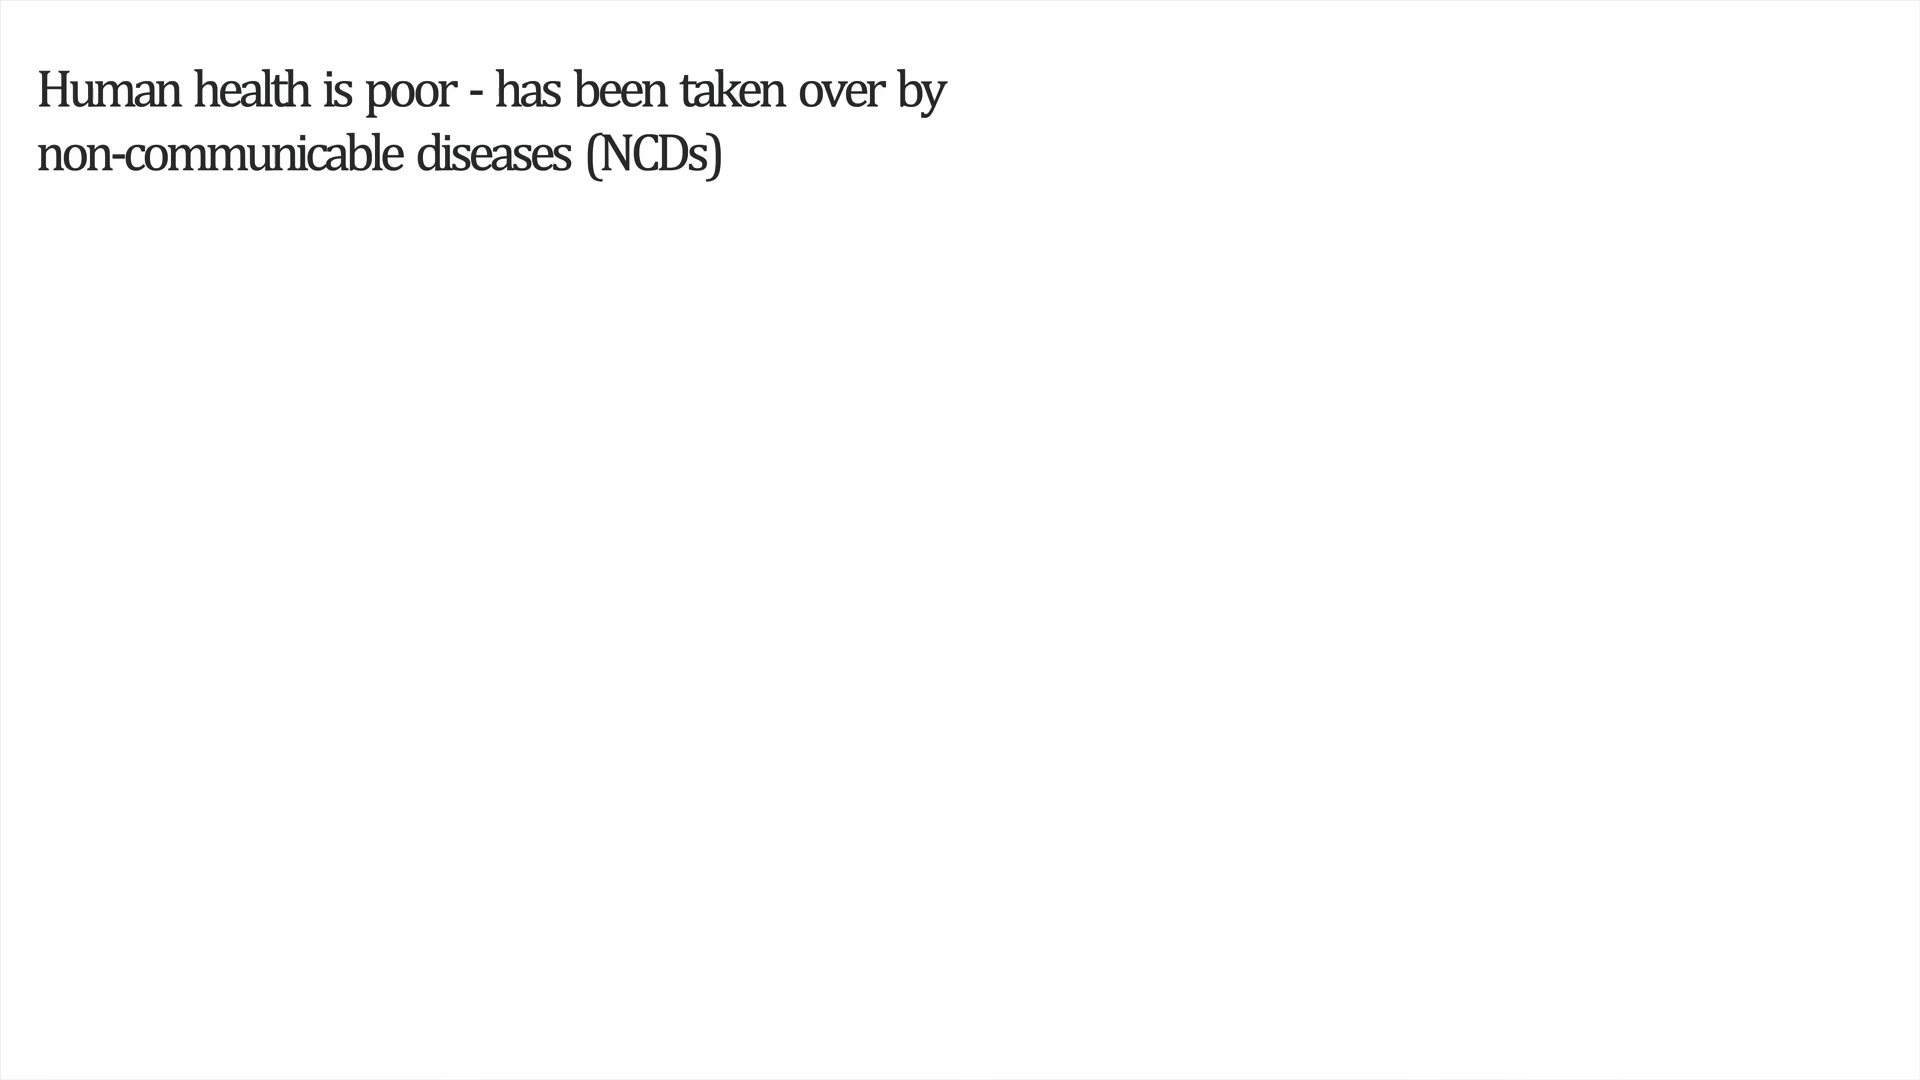 Human health is poor - has been taken over by
non-communicable diseases (NCDs)